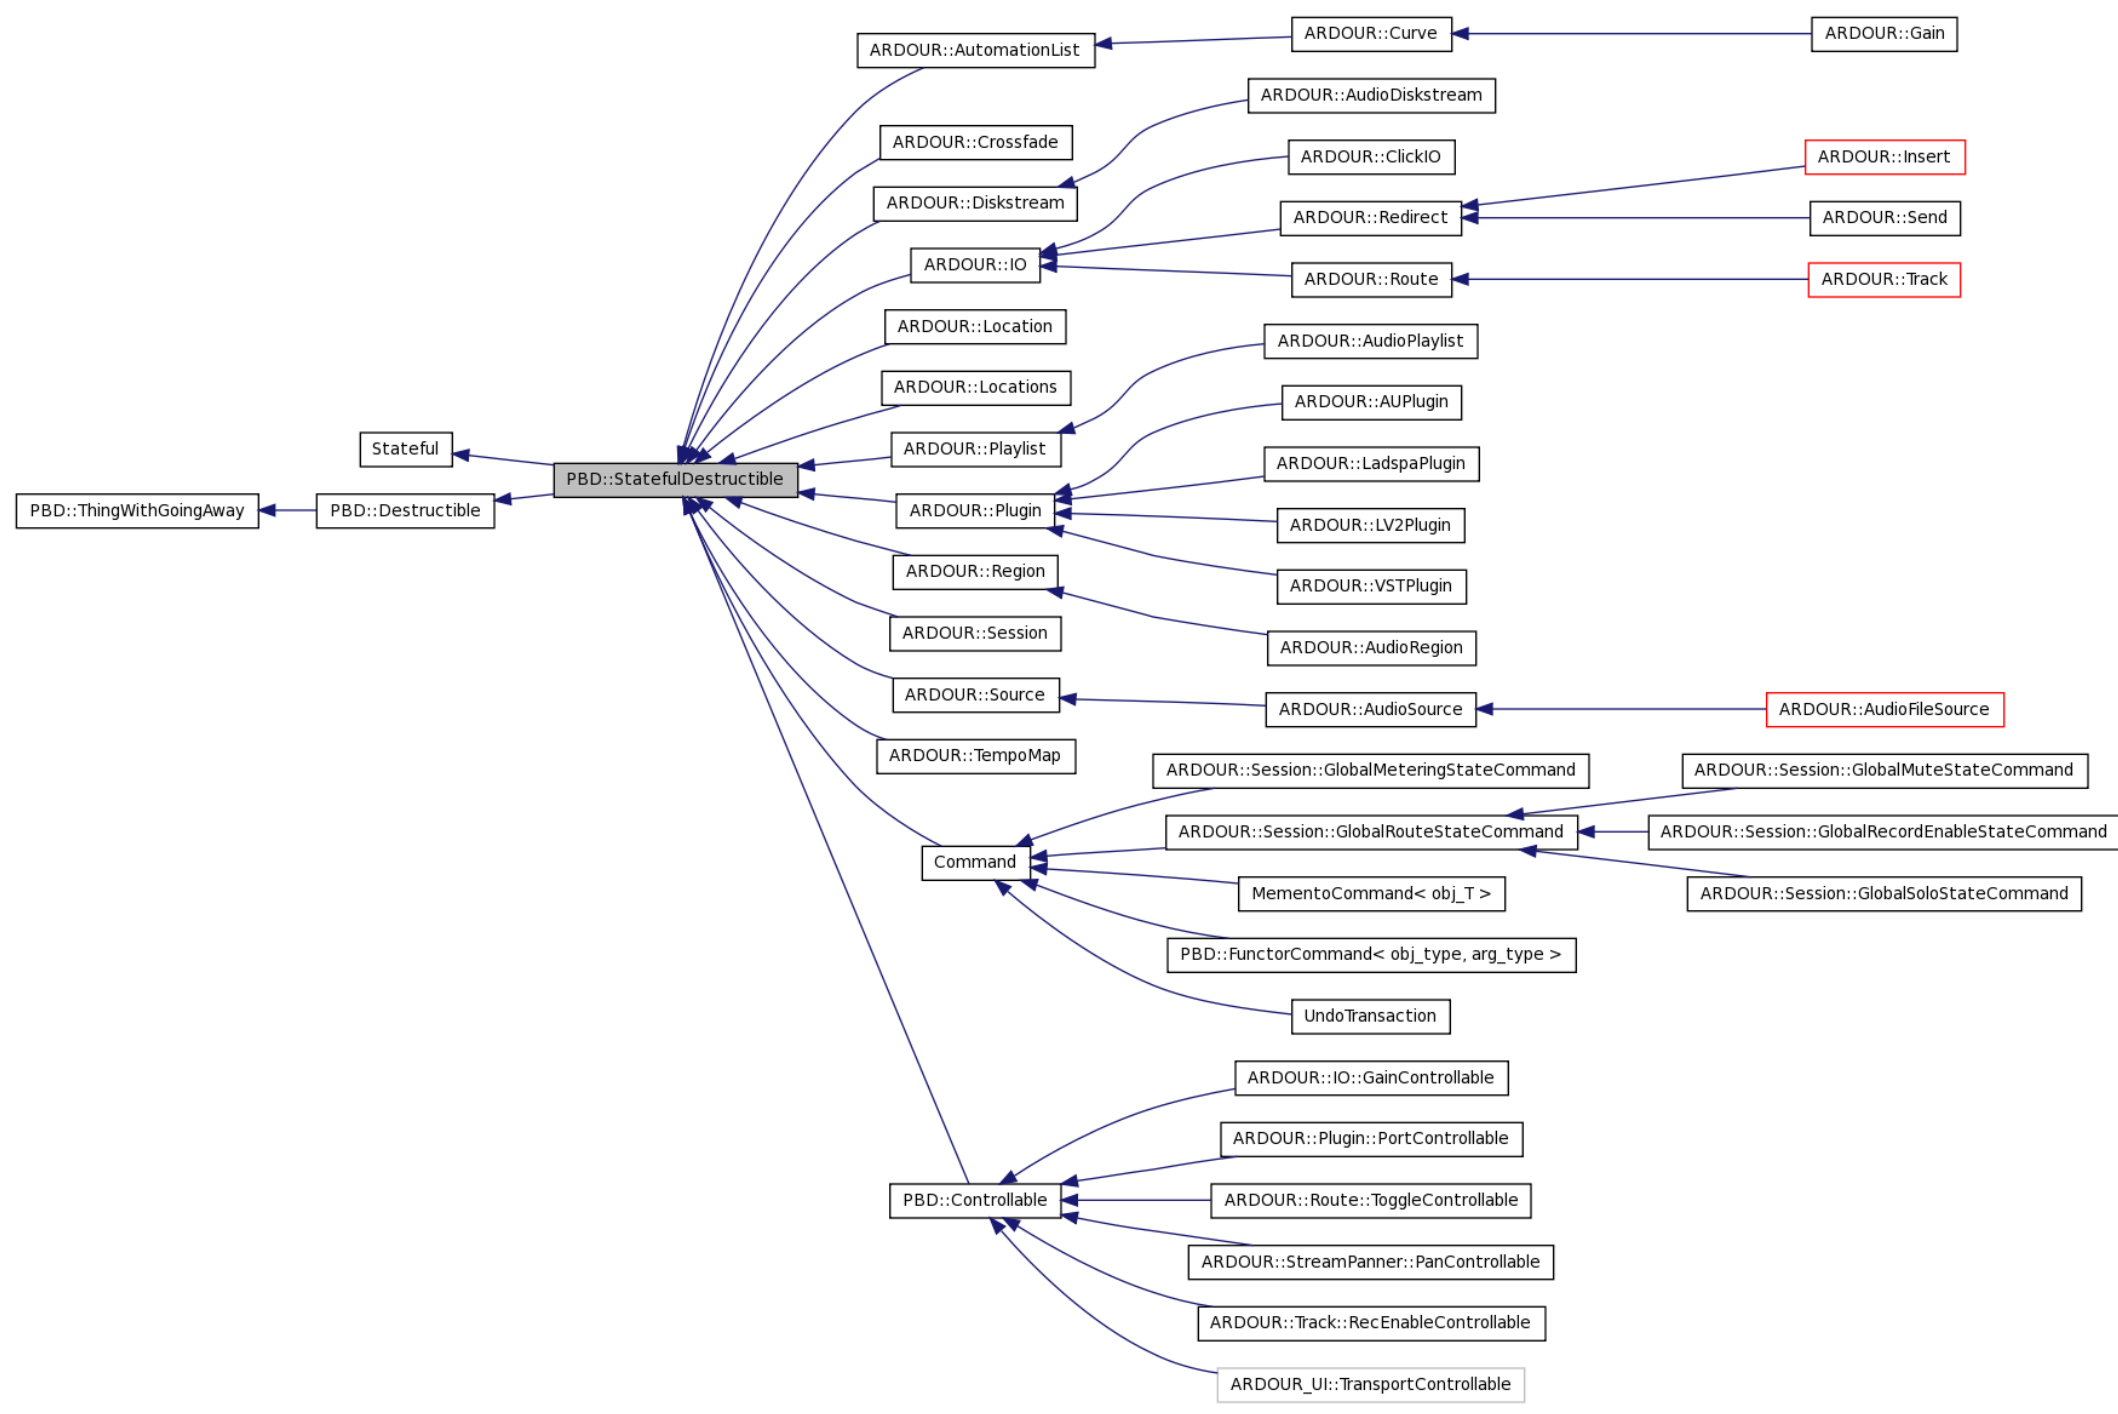 ARDOUR::Curve
ARDOUR::Gain
ARDOUR::AutomationList
ARDOUR::AudioDiskstream
ARDOUR::Crossfade
ARDOUR::ClickIO
ARDOUR::Insert
ARDOUR::Diskstream
ARDOUR::Redirect
ARDOUR::Send
ARDOUR::IO
ARDOUR::Route
ARDOUR::Track
ARDOUR::Location
ARDOUR::AudioPlaylist
ARDOUR::Locations
ARDOUR::AUPlugin
Stateful
ARDOUR::Playlist
ARDOUR::LadspaPlugin
PBD::StatefulDestructible
PBD::ThingWithGoingAway
PBD::Destructible
ARDOUR::Plugin
ARDOUR::LV2Plugin
ARDOUR::Region
ARDOUR::VSTPlugin
ARDOUR::Session
ARDOUR::AudioRegion
ARDOUR::Source
ARDOUR::AudioSource
ARDOUR::AudioFileSource
ARDOUR::TempoMap
ARDOUR::Session::GlobalMeteringStateCommand
ARDOUR::Session::GlobalMuteStateCommand
ARDOUR::Session::GlobalRouteStateCommand
ARDOUR::Session::GlobalRecordEnableStateCommand
Command
MementoCommand< obj_T >
ARDOUR::Session::GlobalSoloStateCommand
PBD::FunctorCommand< obj_type, arg_type >
UndoTransaction
ARDOUR::IO::GainControllable
ARDOUR::Plugin::PortControllable
PBD::Controllable
ARDOUR::Route::ToggleControllable
ARDOUR::StreamPanner::PanControllable
ARDOUR::Track::RecEnableControllable
ARDOUR_UI::TransportControllable